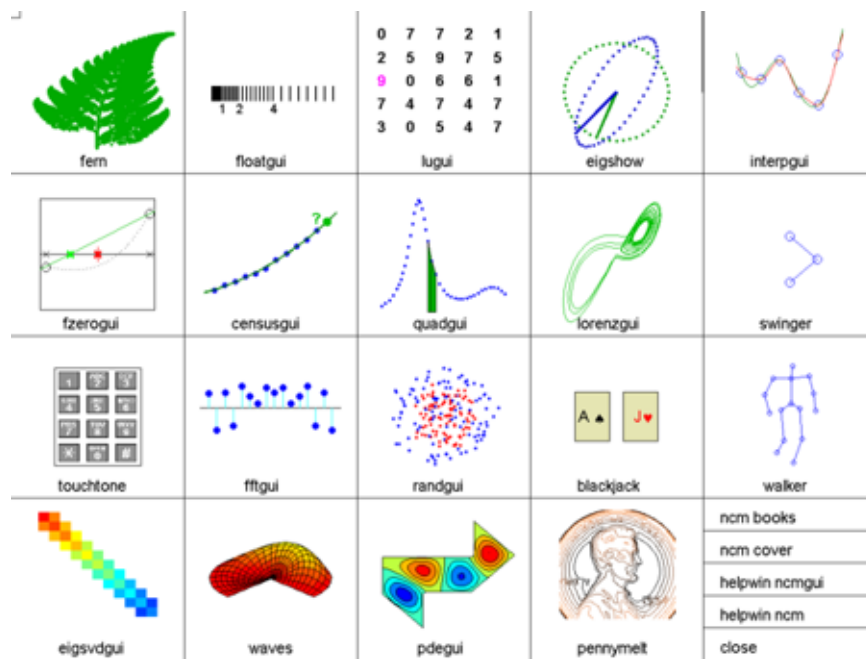 0 7 7 2 1
2 5 9 7 5
9 0 6 6 1
7 4 7 4 7
3 0 5 4 7
1 2 4
fern
floatgui
lugui
eigshow
interpgui
?
fzerogui
censusgui
quadgui
lorenzgui
swinger
1
A
J
touchtone
fftgui
randgui
blackjack
walker
ncm books
ncm cover
helpwin ncmgui
helpwin ncm
close
eigsvdgui
waves
pdegui
pennymelt